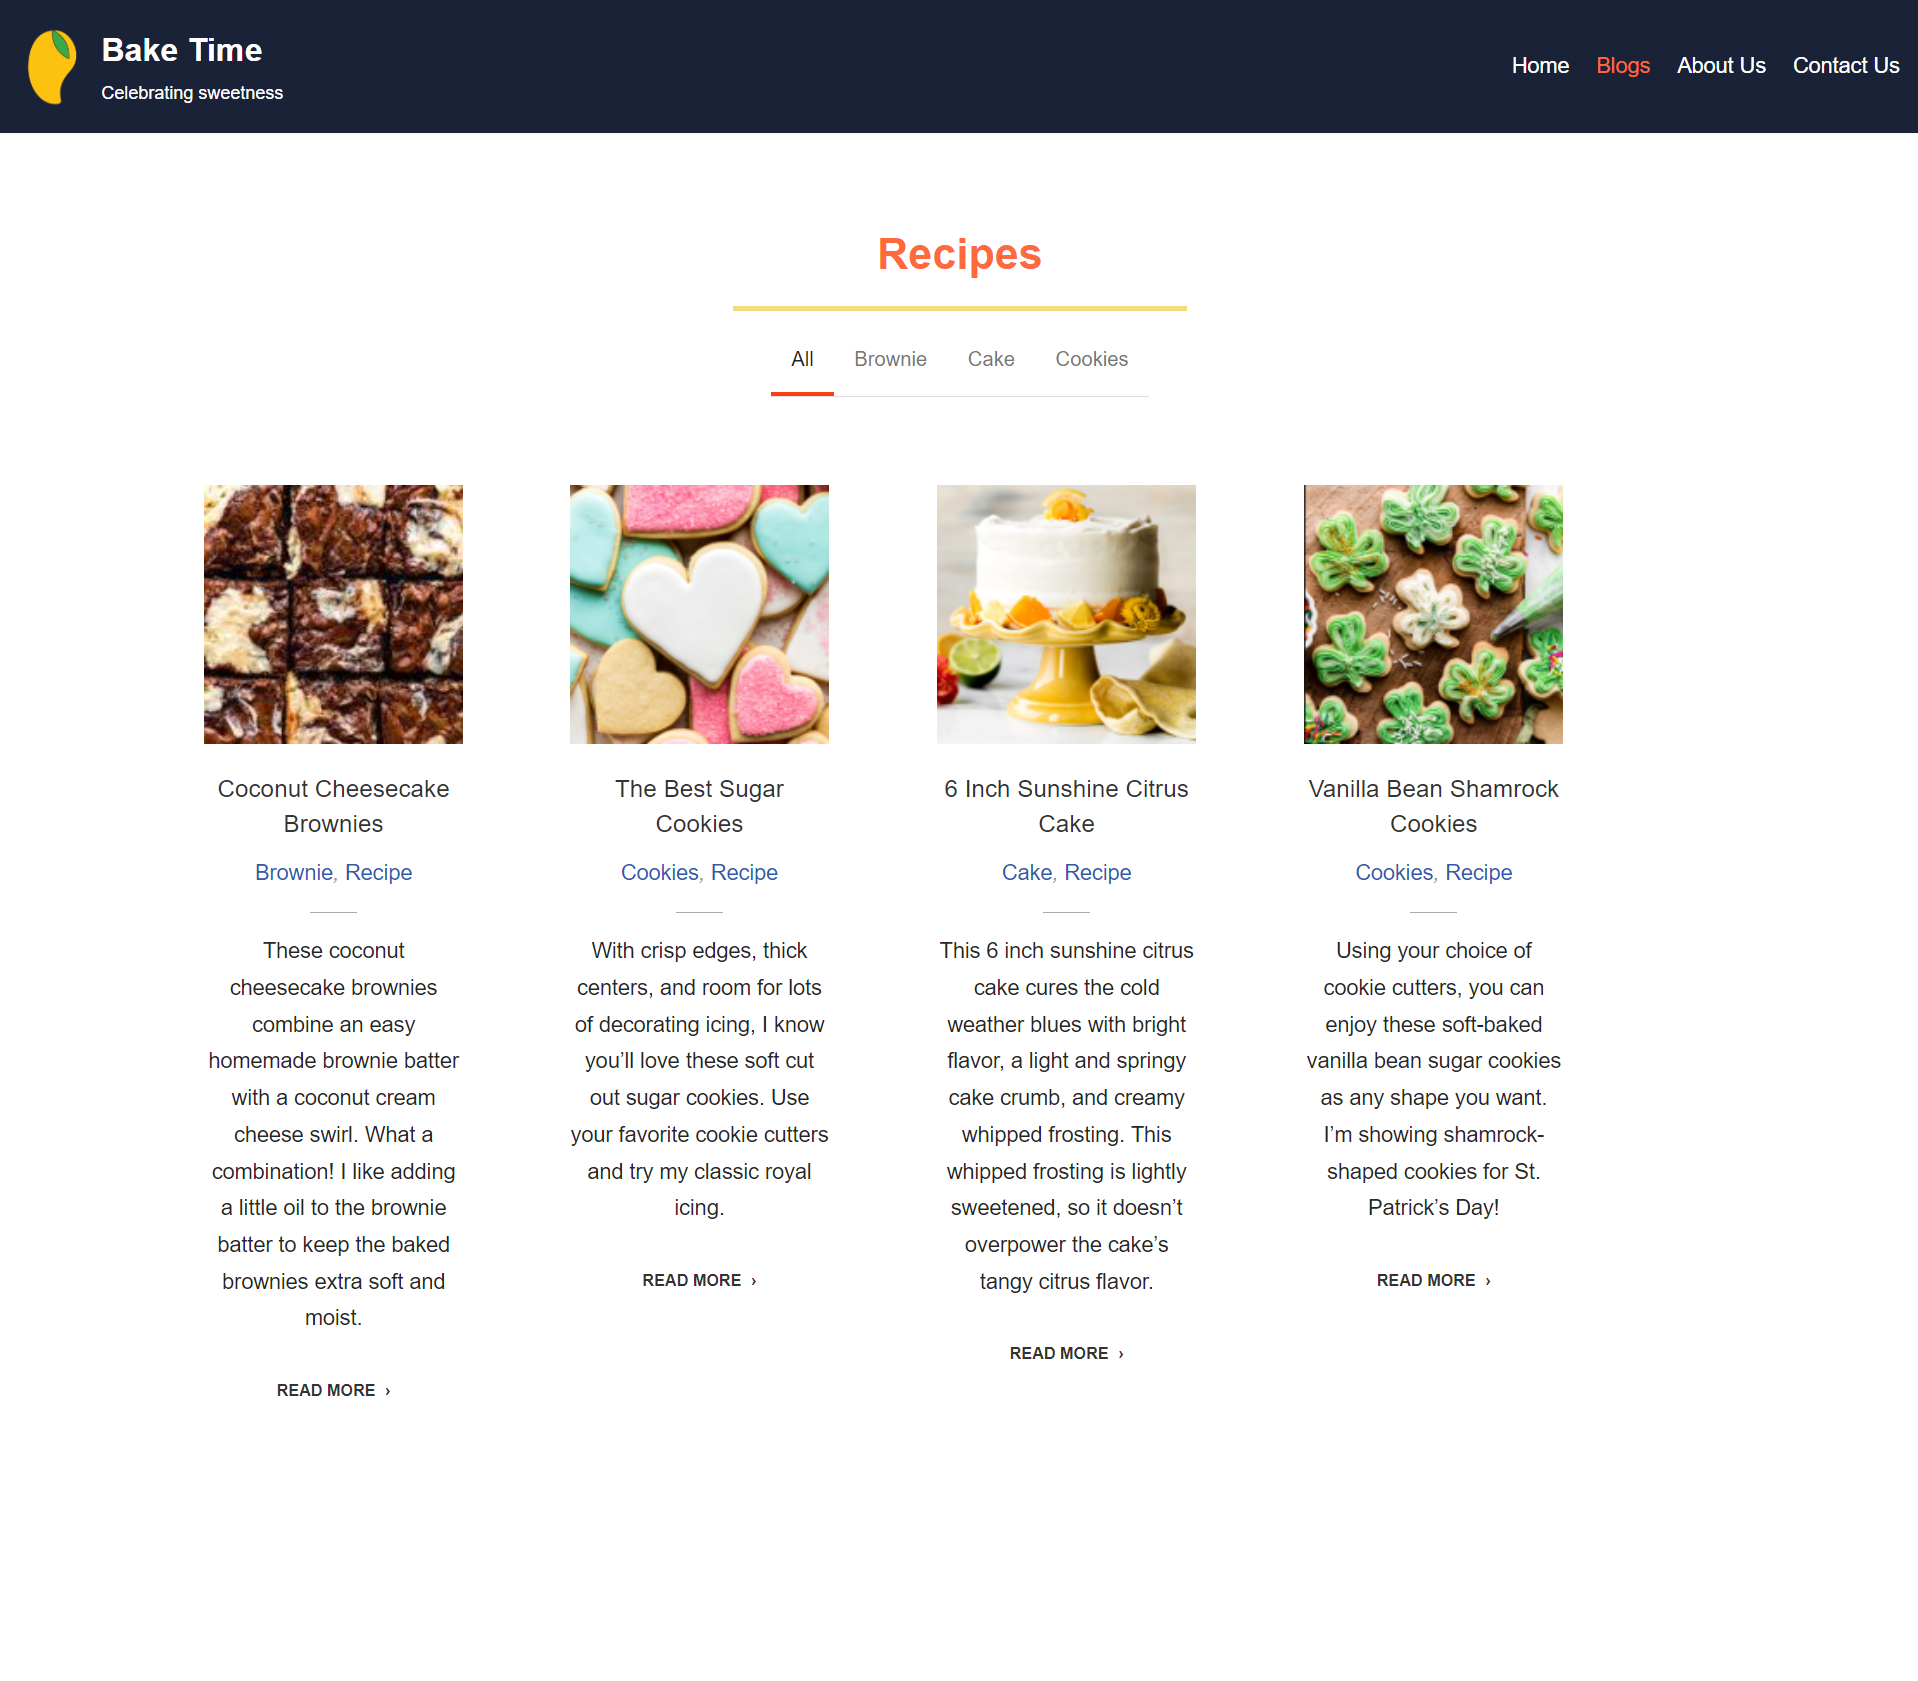 Bake Time
Celebrating sweetness
Home Blogs About Us Contact Us
Recipes
All Brownie Cake Cookies
Coconut Cheesecake
Brownies
Brownie, Recipe
These coconut
cheesecake brownies
combine an easy
homemade brownie batter
with a coconut cream
cheese swirl. What a
combination! I like adding
a little oil to the brownie
batter to keep the baked
brownies extra soft and
moist.
READ MORE ›
The Best Sugar
Cookies
Cookies, Recipe
With crisp edges, thick
centers, and room for lots
of decorating icing, I know
you’ll love these soft cut
out sugar cookies. Use
your favorite cookie cutters
and try my classic royal
icing.
READ MORE ›
6 Inch Sunshine Citrus
Cake
Cake, Recipe
This 6 inch sunshine citrus
cake cures the cold
weather blues with bright
flavor, a light and springy
cake crumb, and creamy
whipped frosting. This
whipped frosting is lightly
sweetened, so it doesn’t
overpower the cake’s
tangy citrus flavor.
READ MORE ›
Vanilla Bean Shamrock
Cookies
Cookies, Recipe
Using your choice of
cookie cutters, you can
enjoy these soft-baked
vanilla bean sugar cookies
as any shape you want.
I’m showing shamrock-
shaped cookies for St.
Patrick’s Day!
READ MORE ›